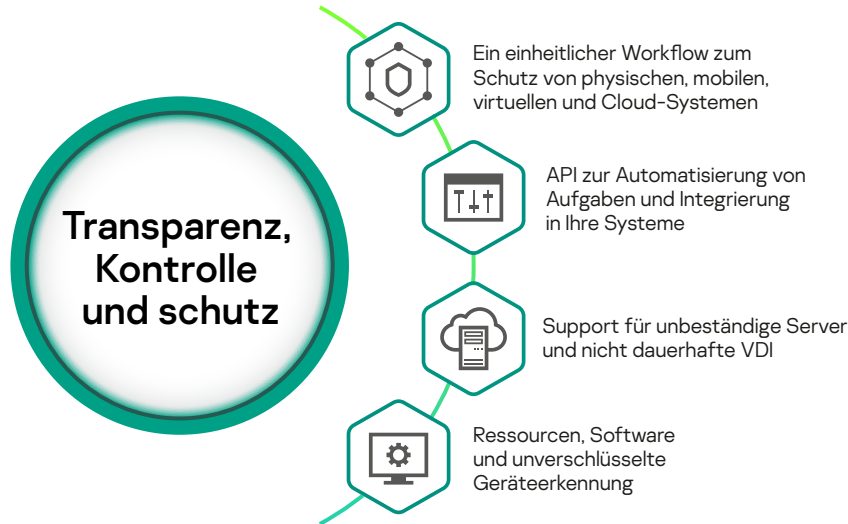 Transparenz,
Kontrolle
und schutz
Ein einheitlicher Workflow zum
Schutz von physischen, mobilen,
virtuellen und Cloud-Systemen
API zur Automatisierung von
Aufgaben und Integrierung
in Ihre Systeme
Support für unbeständige Server
und nicht dauerhafte VDI
Ressourcen, Software
und unverschlüsselte
Geräteerkennung